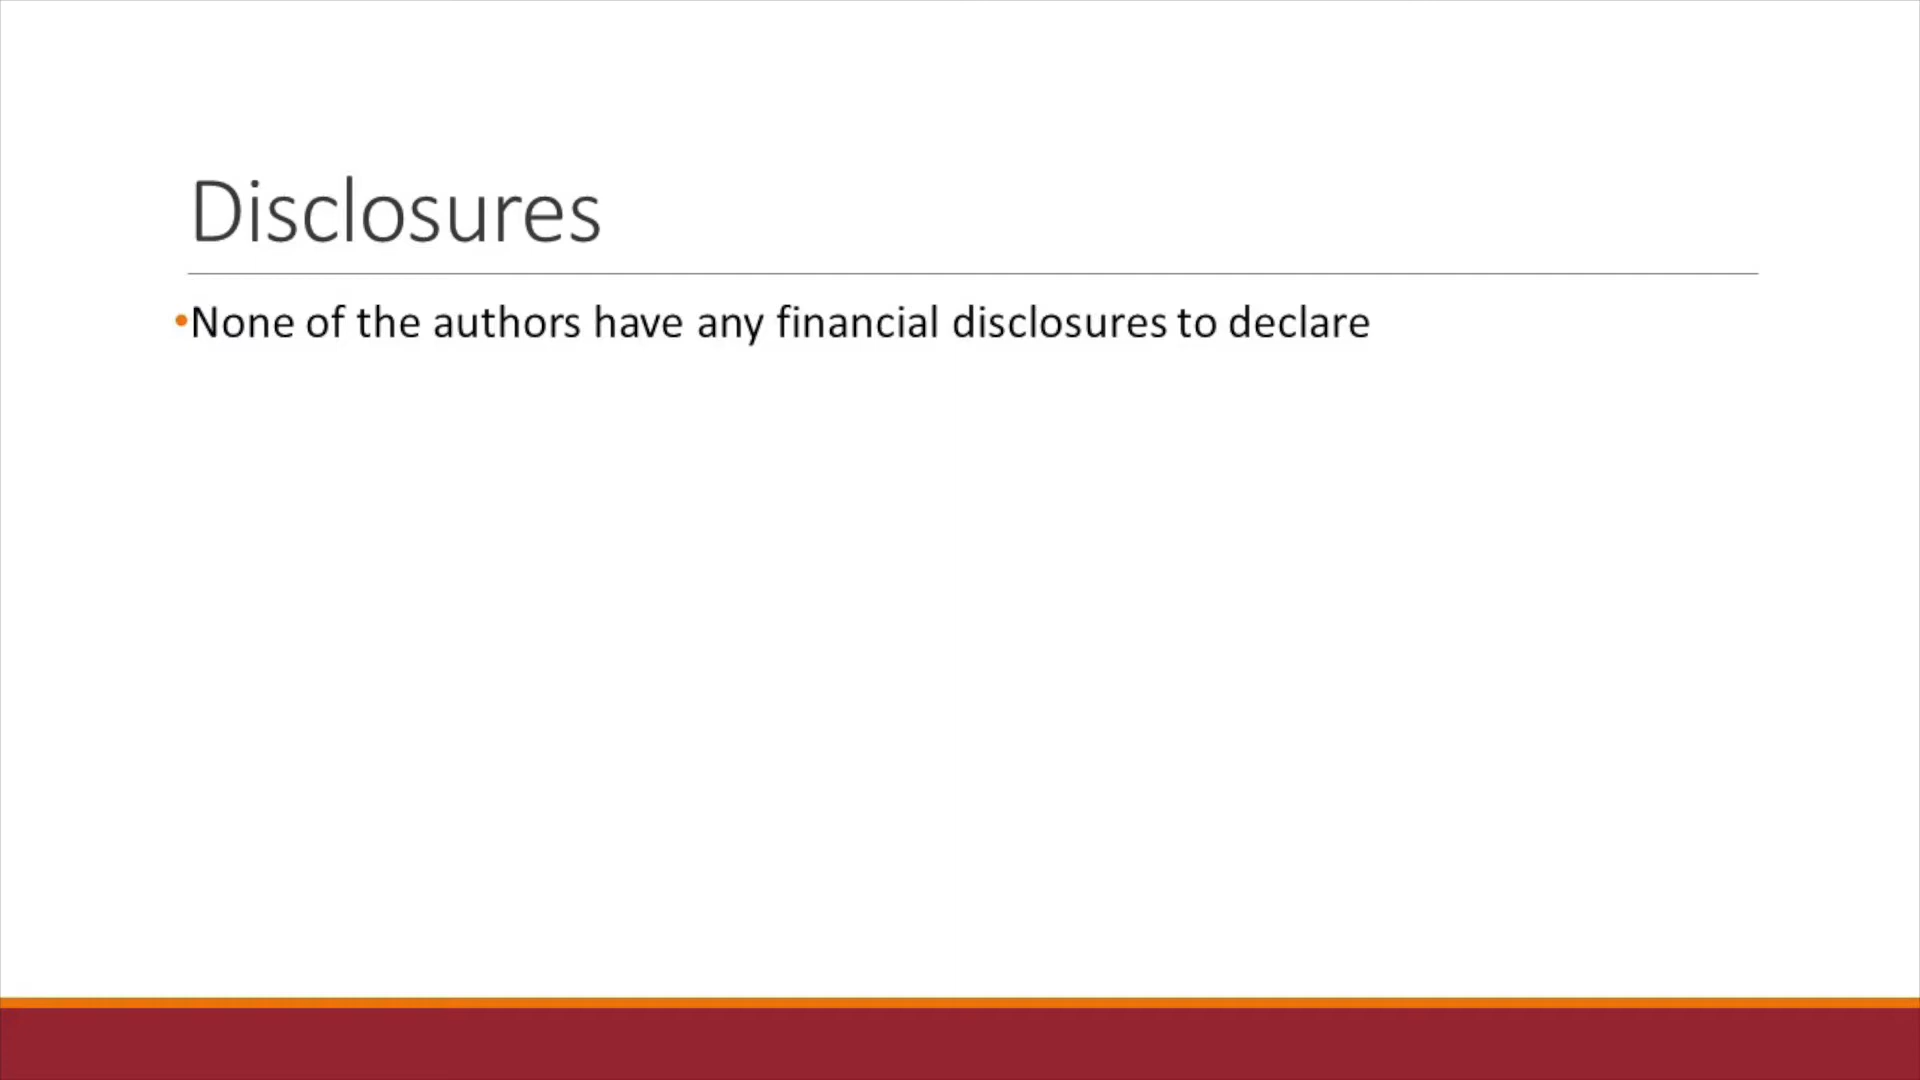 Disclosures
•None of the authors have any financial disclosures to declare